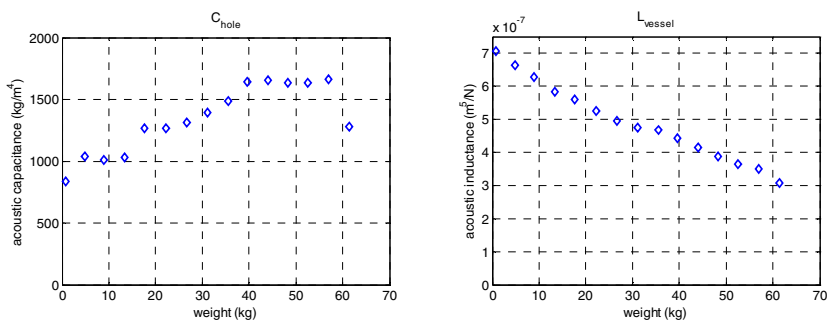 C_hole
2000
1500
1000
500
0
0 10 20 30 40 50 60 70
acoustic capacitance (kg/m^4)
weight (kg)
L_vessel
x 10^-7
7
6
5
4
3
2
1
0
0 10 20 30 40 50 60 70
acoustic inductance (m^5/N)
weight (kg)